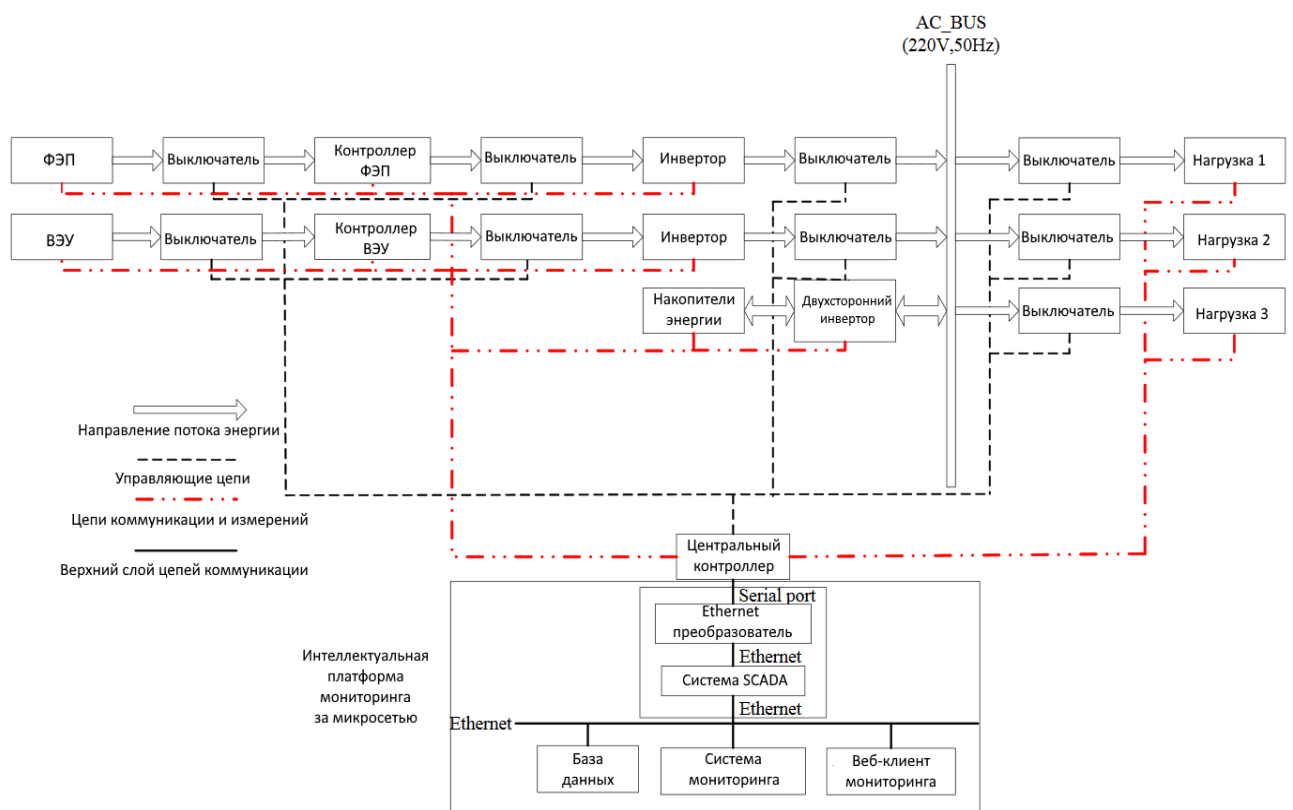 AC_BUS
(220V,50Hz)
ФЭП
Выключатель
Контроллер
ФЭП
Выключатель
Инвертор
Выключатель
Выключатель
Нагрузка 1
ВЭУ
Выключатель
Контроллер
ВЭУ
Выключатель
Инвертор
Выключатель
Выключатель
Нагрузка 2
Накопители
энергии
Двухсторонний
инвертор
Выключатель
Нагрузка 3
Направление потока энергии
Управляющие цепи
Цепи коммуникации и измерений
Верхний слой цепей коммуникации
Центральный
контроллер
Serial port
Ethernet
преобразователь
Ethernet
Система SCADA
Ethernet
Интеллектуальная
платформа
мониторинга
за микросетью
Ethernet
База
данных
Система
мониторинга
Веб-клиент
мониторинга